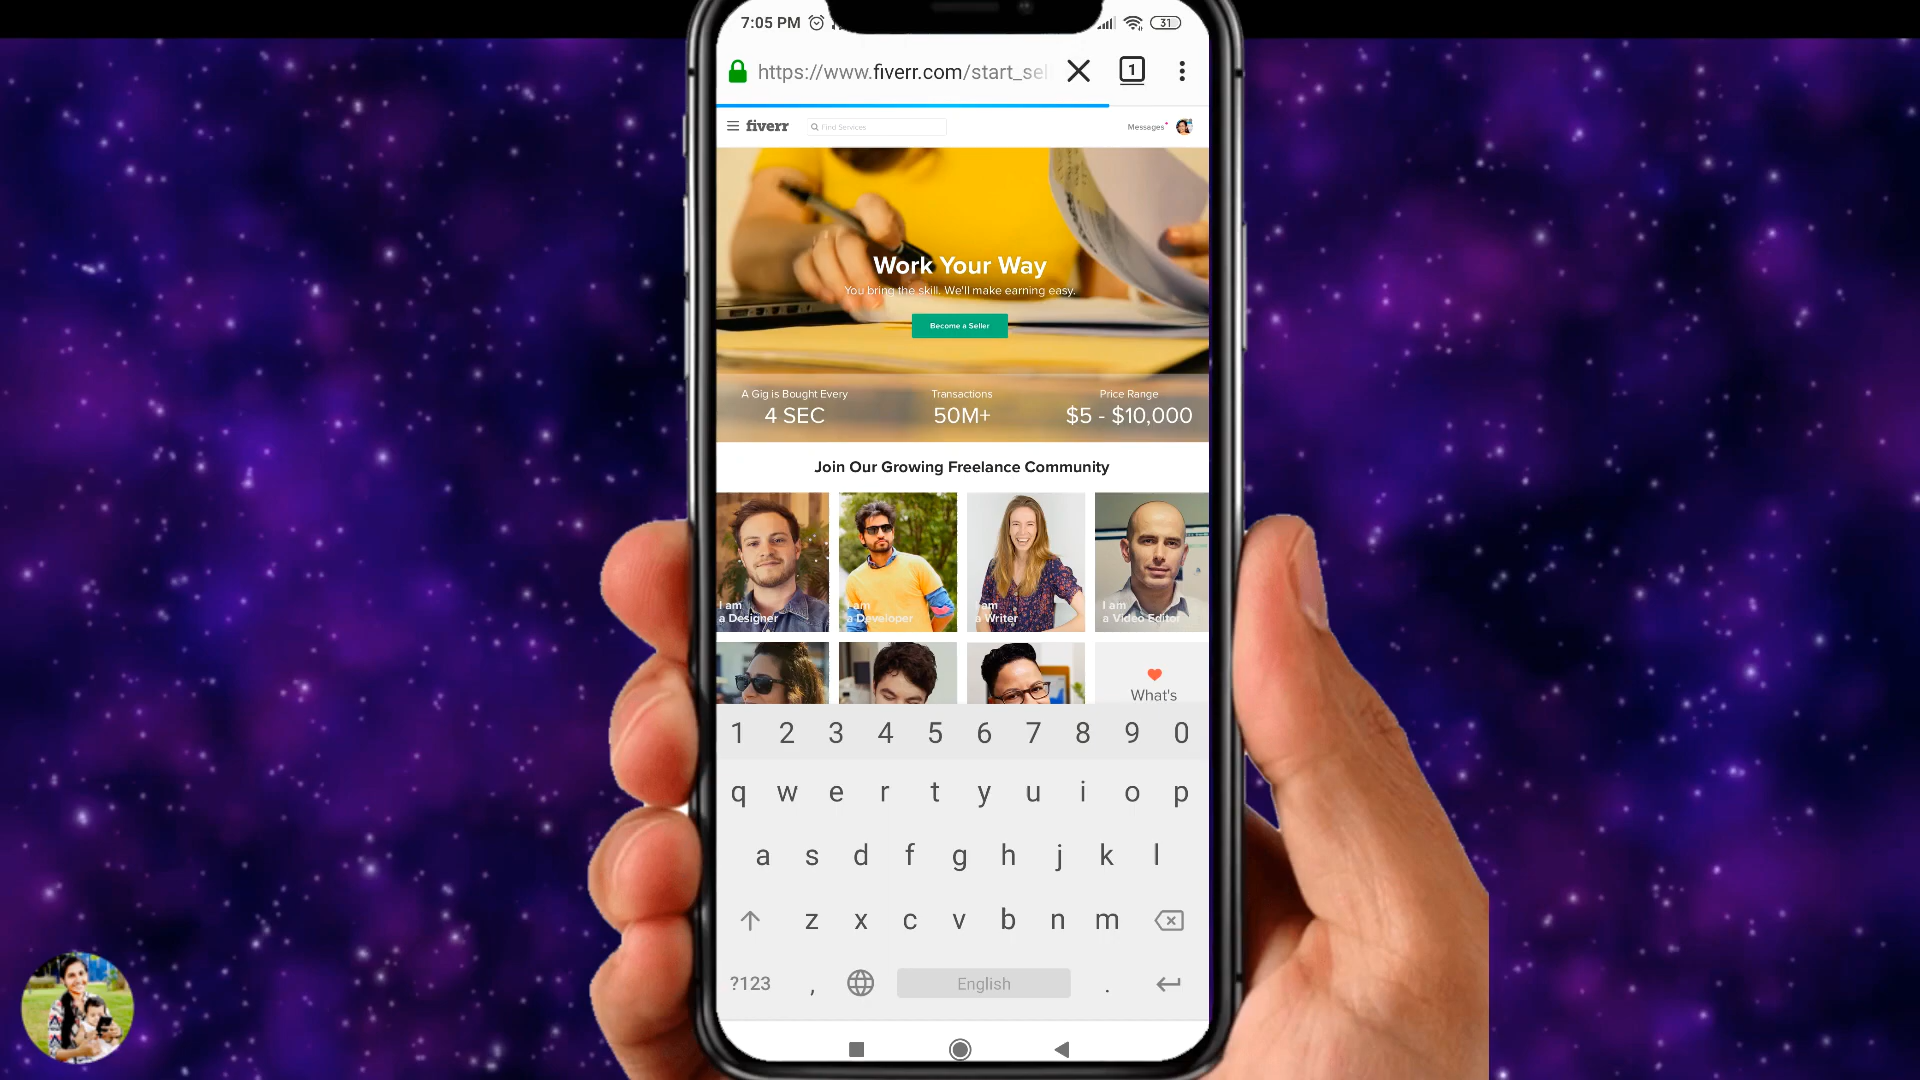 7:05 PM
31
https://www.fiverr.com/start_sel
1
fiverr
Find Services
Messages
Work Your Way
You bring the skill. We'll make earning easy.
Become a Seller
A Gig is Bought Every
Transactions
Price Range
4 SEC
50M+
$5 - $10,000
Join Our Growing Freelance Community
I am
a Designer
I am
a Developer
I am
a Writer
I am
a Video Editor
What's
1 2 3 4 5 6 7 8 9 0
q w e r t y u i o p
a s d f g h j k l
z x c v b n m
?123 , English .